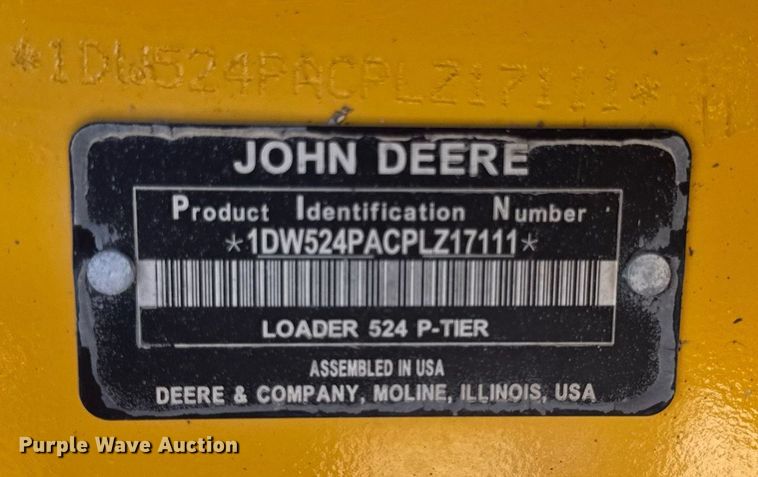 *1DW524PACPLZ17111*
JOHN DEERE
Product Identification Number
*1DW524PACPLZ17111*
LOADER 524 P-TIER
ASSEMBLED IN USA
DEERE & COMPANY, MOLINE, ILLINOIS, USA
Purple Wave Auction